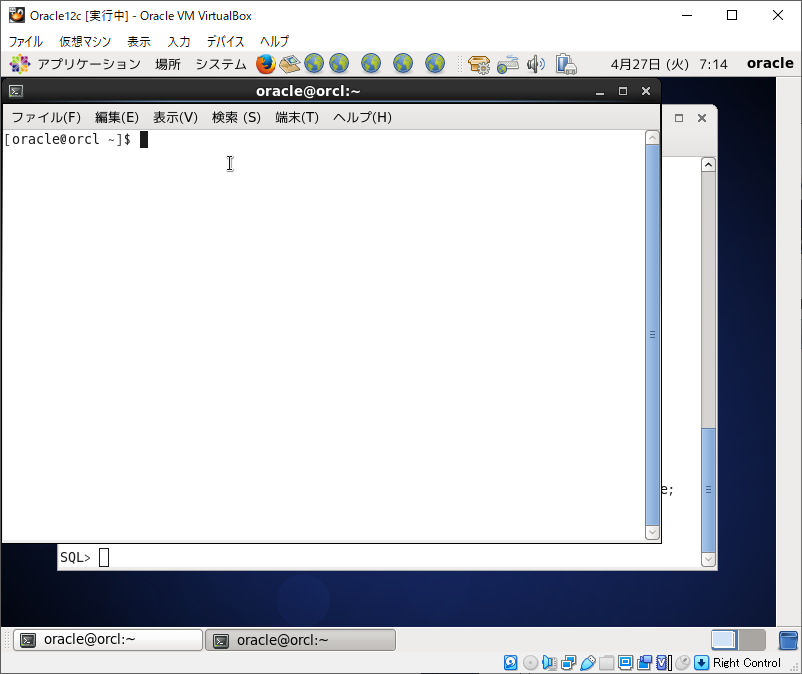 Oracle12c [実行中] - Oracle VM VirtualBox
ファイル 仮想マシン 表示 入力 デバイス ヘルプ
アプリケーション 場所 システム 4月27日 (火) 7:14 oracle
oracle@orcl:~
ファイル(F) 編集(E) 表示(V) 検索 (S) 端末(T) ヘルプ(H)
[oracle@orcl ~]$
e;
SQL>
oracle@orcl:~ oracle@orcl:~
Right Control